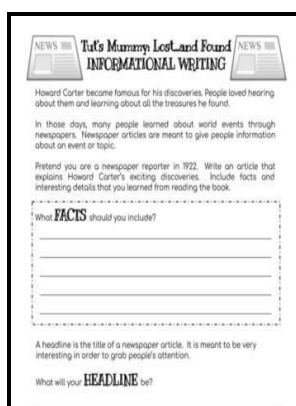 NEWS
Tut's Mummy: Lost...and Found
NEWS
INFORMATIONAL WRITING
Howard Carter became famous for his discoveries. People loved hearing
about them and learning about all the treasures he found.
In those days, many people learned about world events through
newspapers. Newspaper articles are meant to give people information
about an event or topic.
Pretend you are a newspaper reporter in 1922. Write an article that
explains Howard Carter's exciting discoveries. Include facts and
interesting details that you learned from reading the book.
What FACTS should you include?
A headline is the title of a newspaper article. It is meant to be very
interesting in order to grab people's attention.
What will your HEADLINE be?